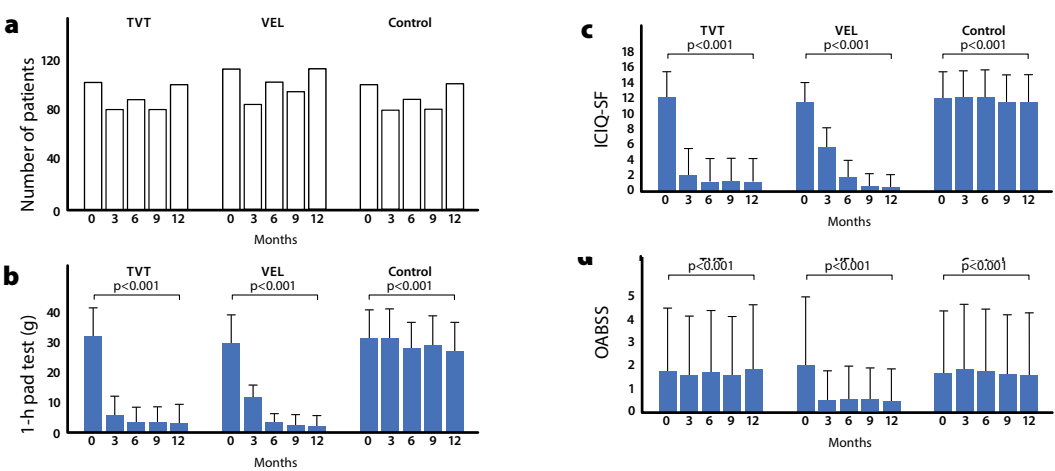 a
TVT VEL Control
Number of patients
120
80
40
0
0 3 6 9 12 0 3 6 9 12 0 3 6 9 12
Months
b
TVT VEL Control
p<0.001 p<0.001 p<0.001
1-h pad test (g)
40
30
20
10
0
0 3 6 9 12 0 3 6 9 12 0 3 6 9 12
Months
c
TVT VEL Control
p<0.001 p<0.001 p<0.001
ICIQ-SF
18
16
14
12
10
8
6
4
2
0
0 3 6 9 12 0 3 6 9 12 0 3 6 9 12
Months
p<0.001 p<0.001 p<0.001
OABSS
5
4
3
2
1
0
0 3 6 9 12 0 3 6 9 12 0 3 6 9 12
Months